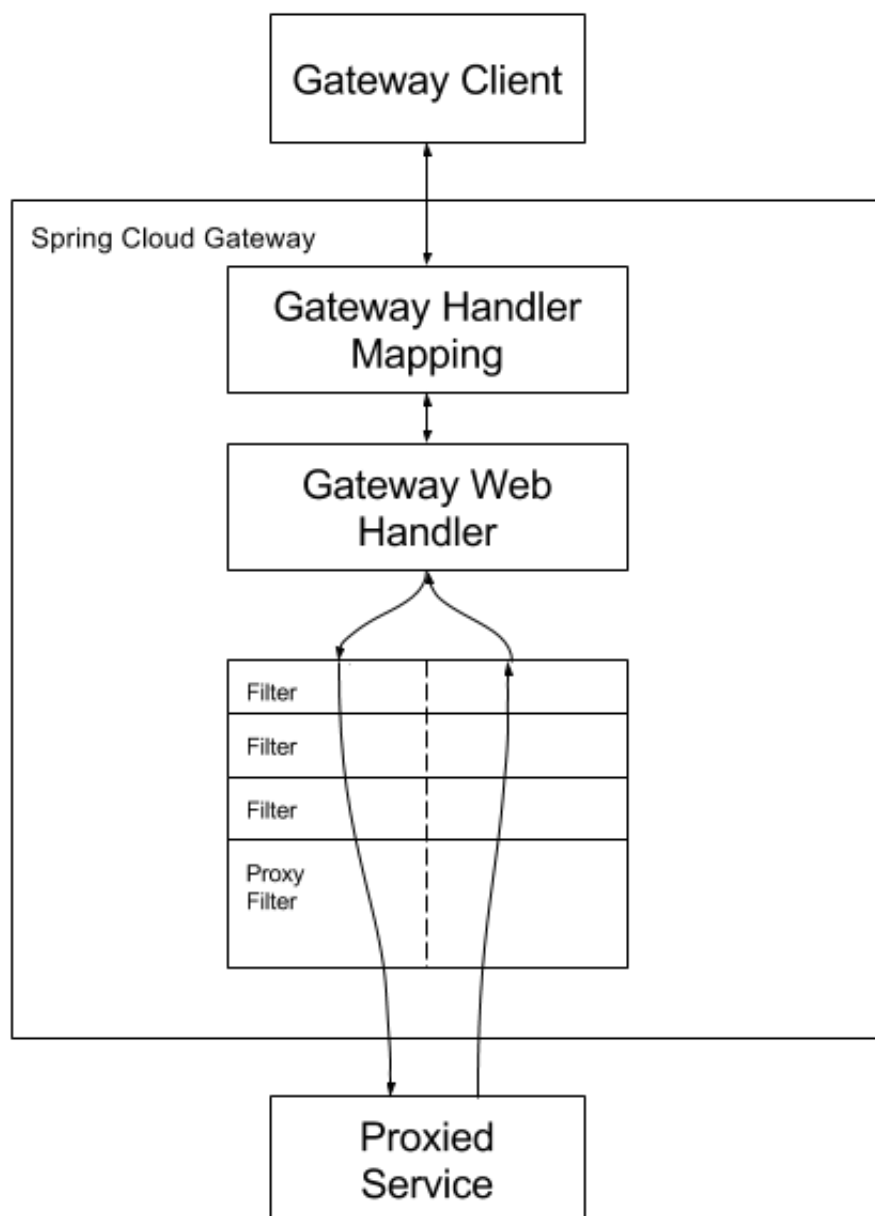 Gateway Client
Spring Cloud Gateway
Gateway Handler
Mapping
Gateway Web
Handler
Filter
Filter
Filter
Proxy
Filter
Proxied
Service